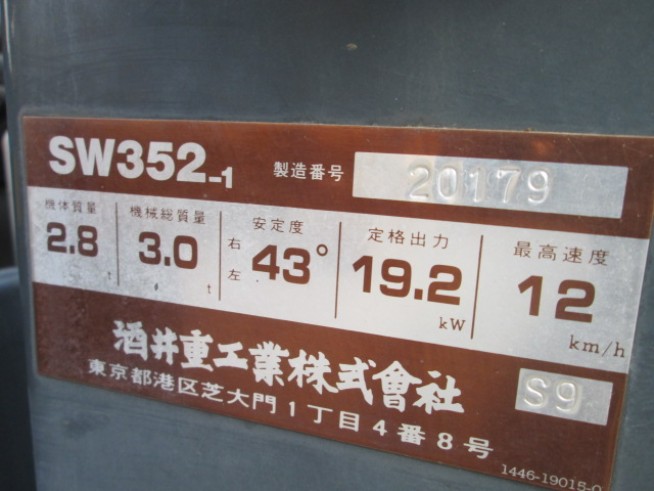 SW352-1 製造番号 20179
機体質量 機械総質量 安定度 定格出力 最高速度
2.8 t 3.0 t 右 左 43° 19.2 kW 12 km/h
酒井重工業株式會社 S9
東京都港区芝大門1丁目4番8号
1446-19015-0